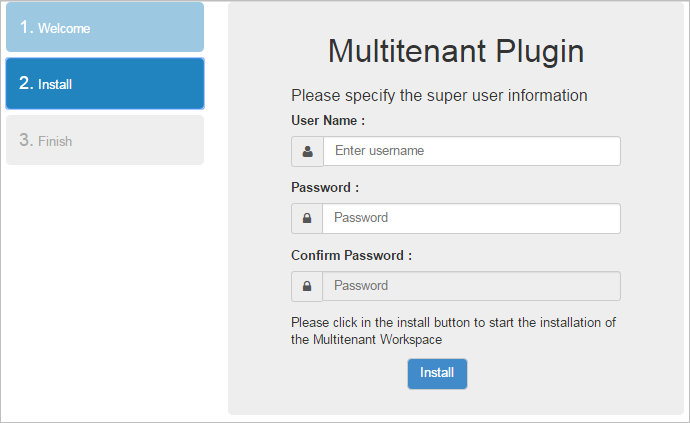 1. Welcome
2. Install
3. Finish
Multitenant Plugin
Please specify the super user information
User Name :
Enter username
Password :
Password
Confirm Password :
Password
Please click in the install button to start the installation of
the Multitenant Workspace
Install